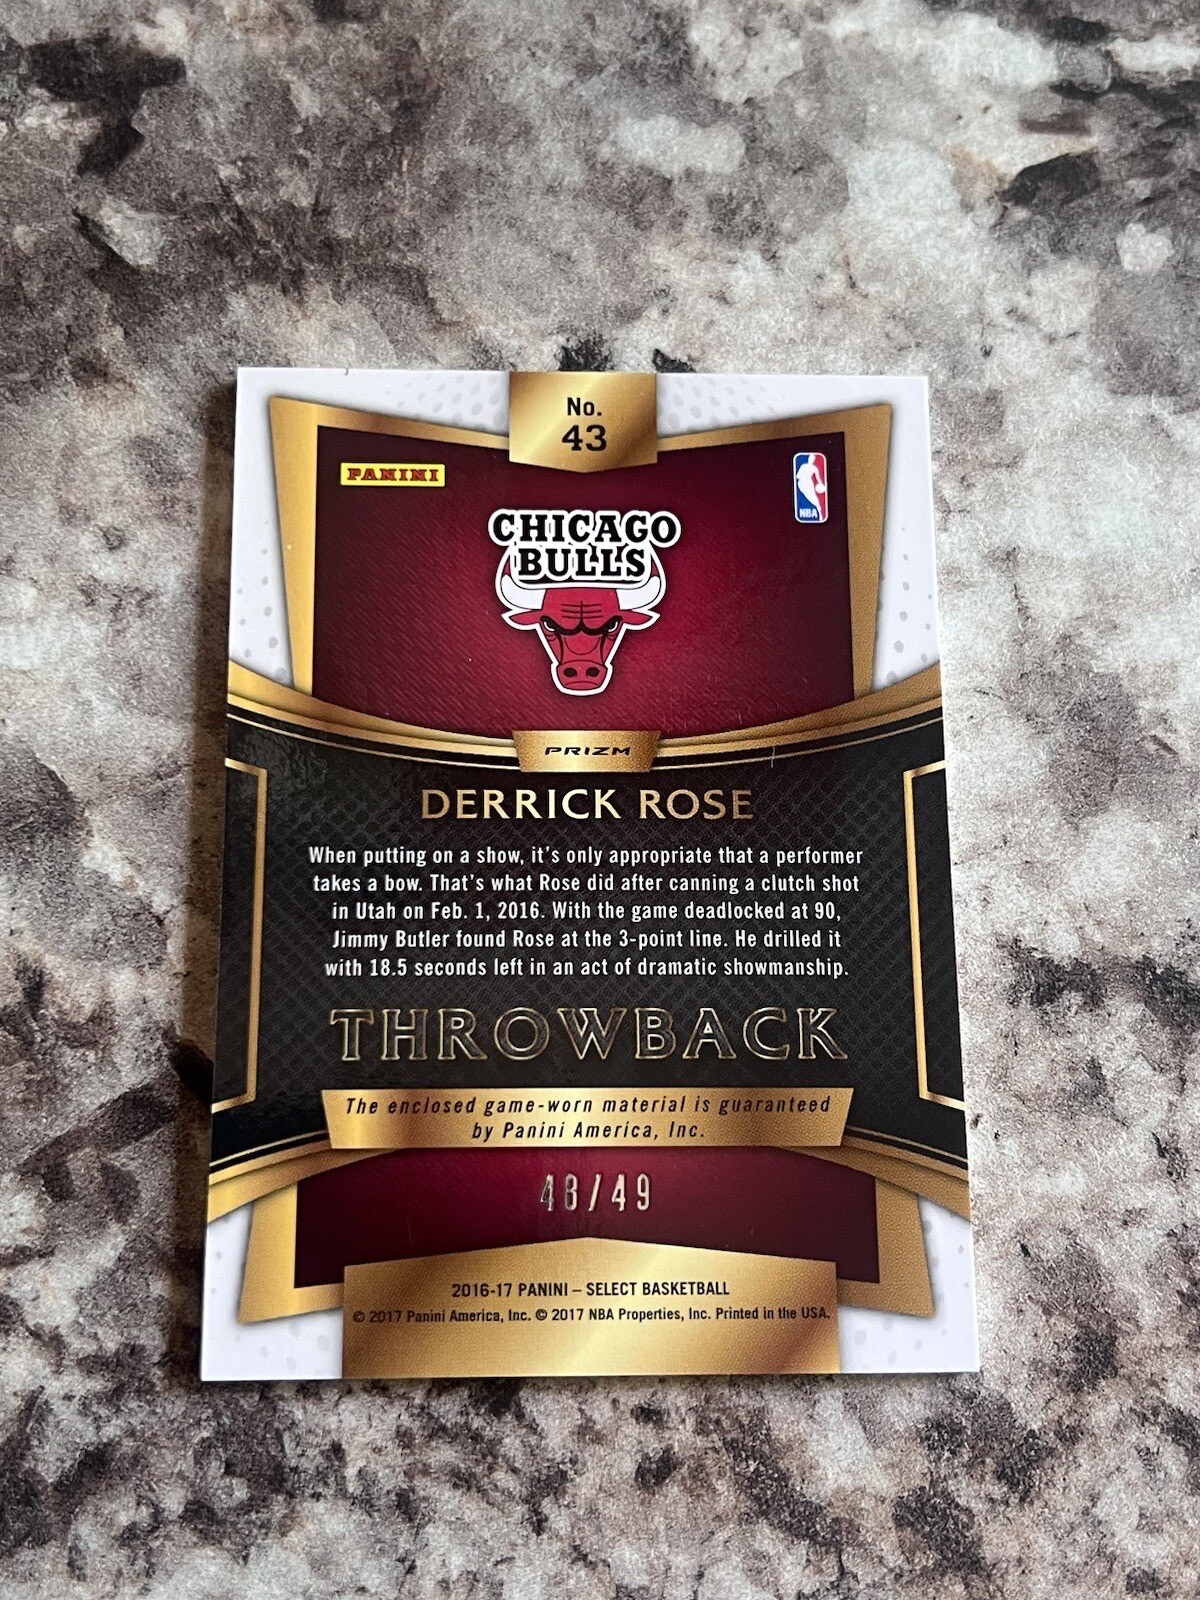 No.
43
PANINI
NBA
CHICAGO
BULLS
PRIZM
DERRICK ROSE
When putting on a show, it's only appropriate that a performer
takes a bow. That's what Rose did after canning a clutch shot
in Utah on Feb. 1, 2016. With the game deadlocked at 90,
Jimmy Butler found Rose at the 3-point line. He drilled it
with 18.5 seconds left in an act of dramatic showmanship.
THROWBACK
The enclosed game-worn material is guaranteed
by Panini America, Inc.
48/49
2016-17 PANINI – SELECT BASKETBALL
© 2017 Panini America, Inc. © 2017 NBA Properties, Inc. Printed in the USA.